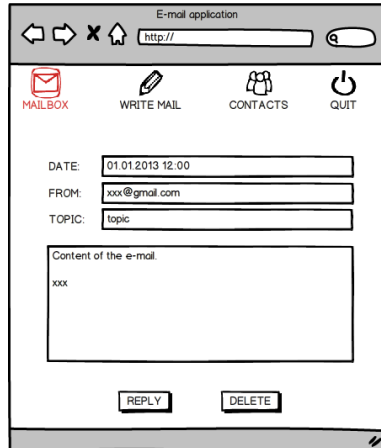 E-mail application
http://
MAILBOX WRITE MAIL CONTACTS QUIT
DATE: 01.01.2013 12:00
FROM: xxx@gmail.com
TOPIC: topic
Content of the e-mail.
xxx
REPLY DELETE